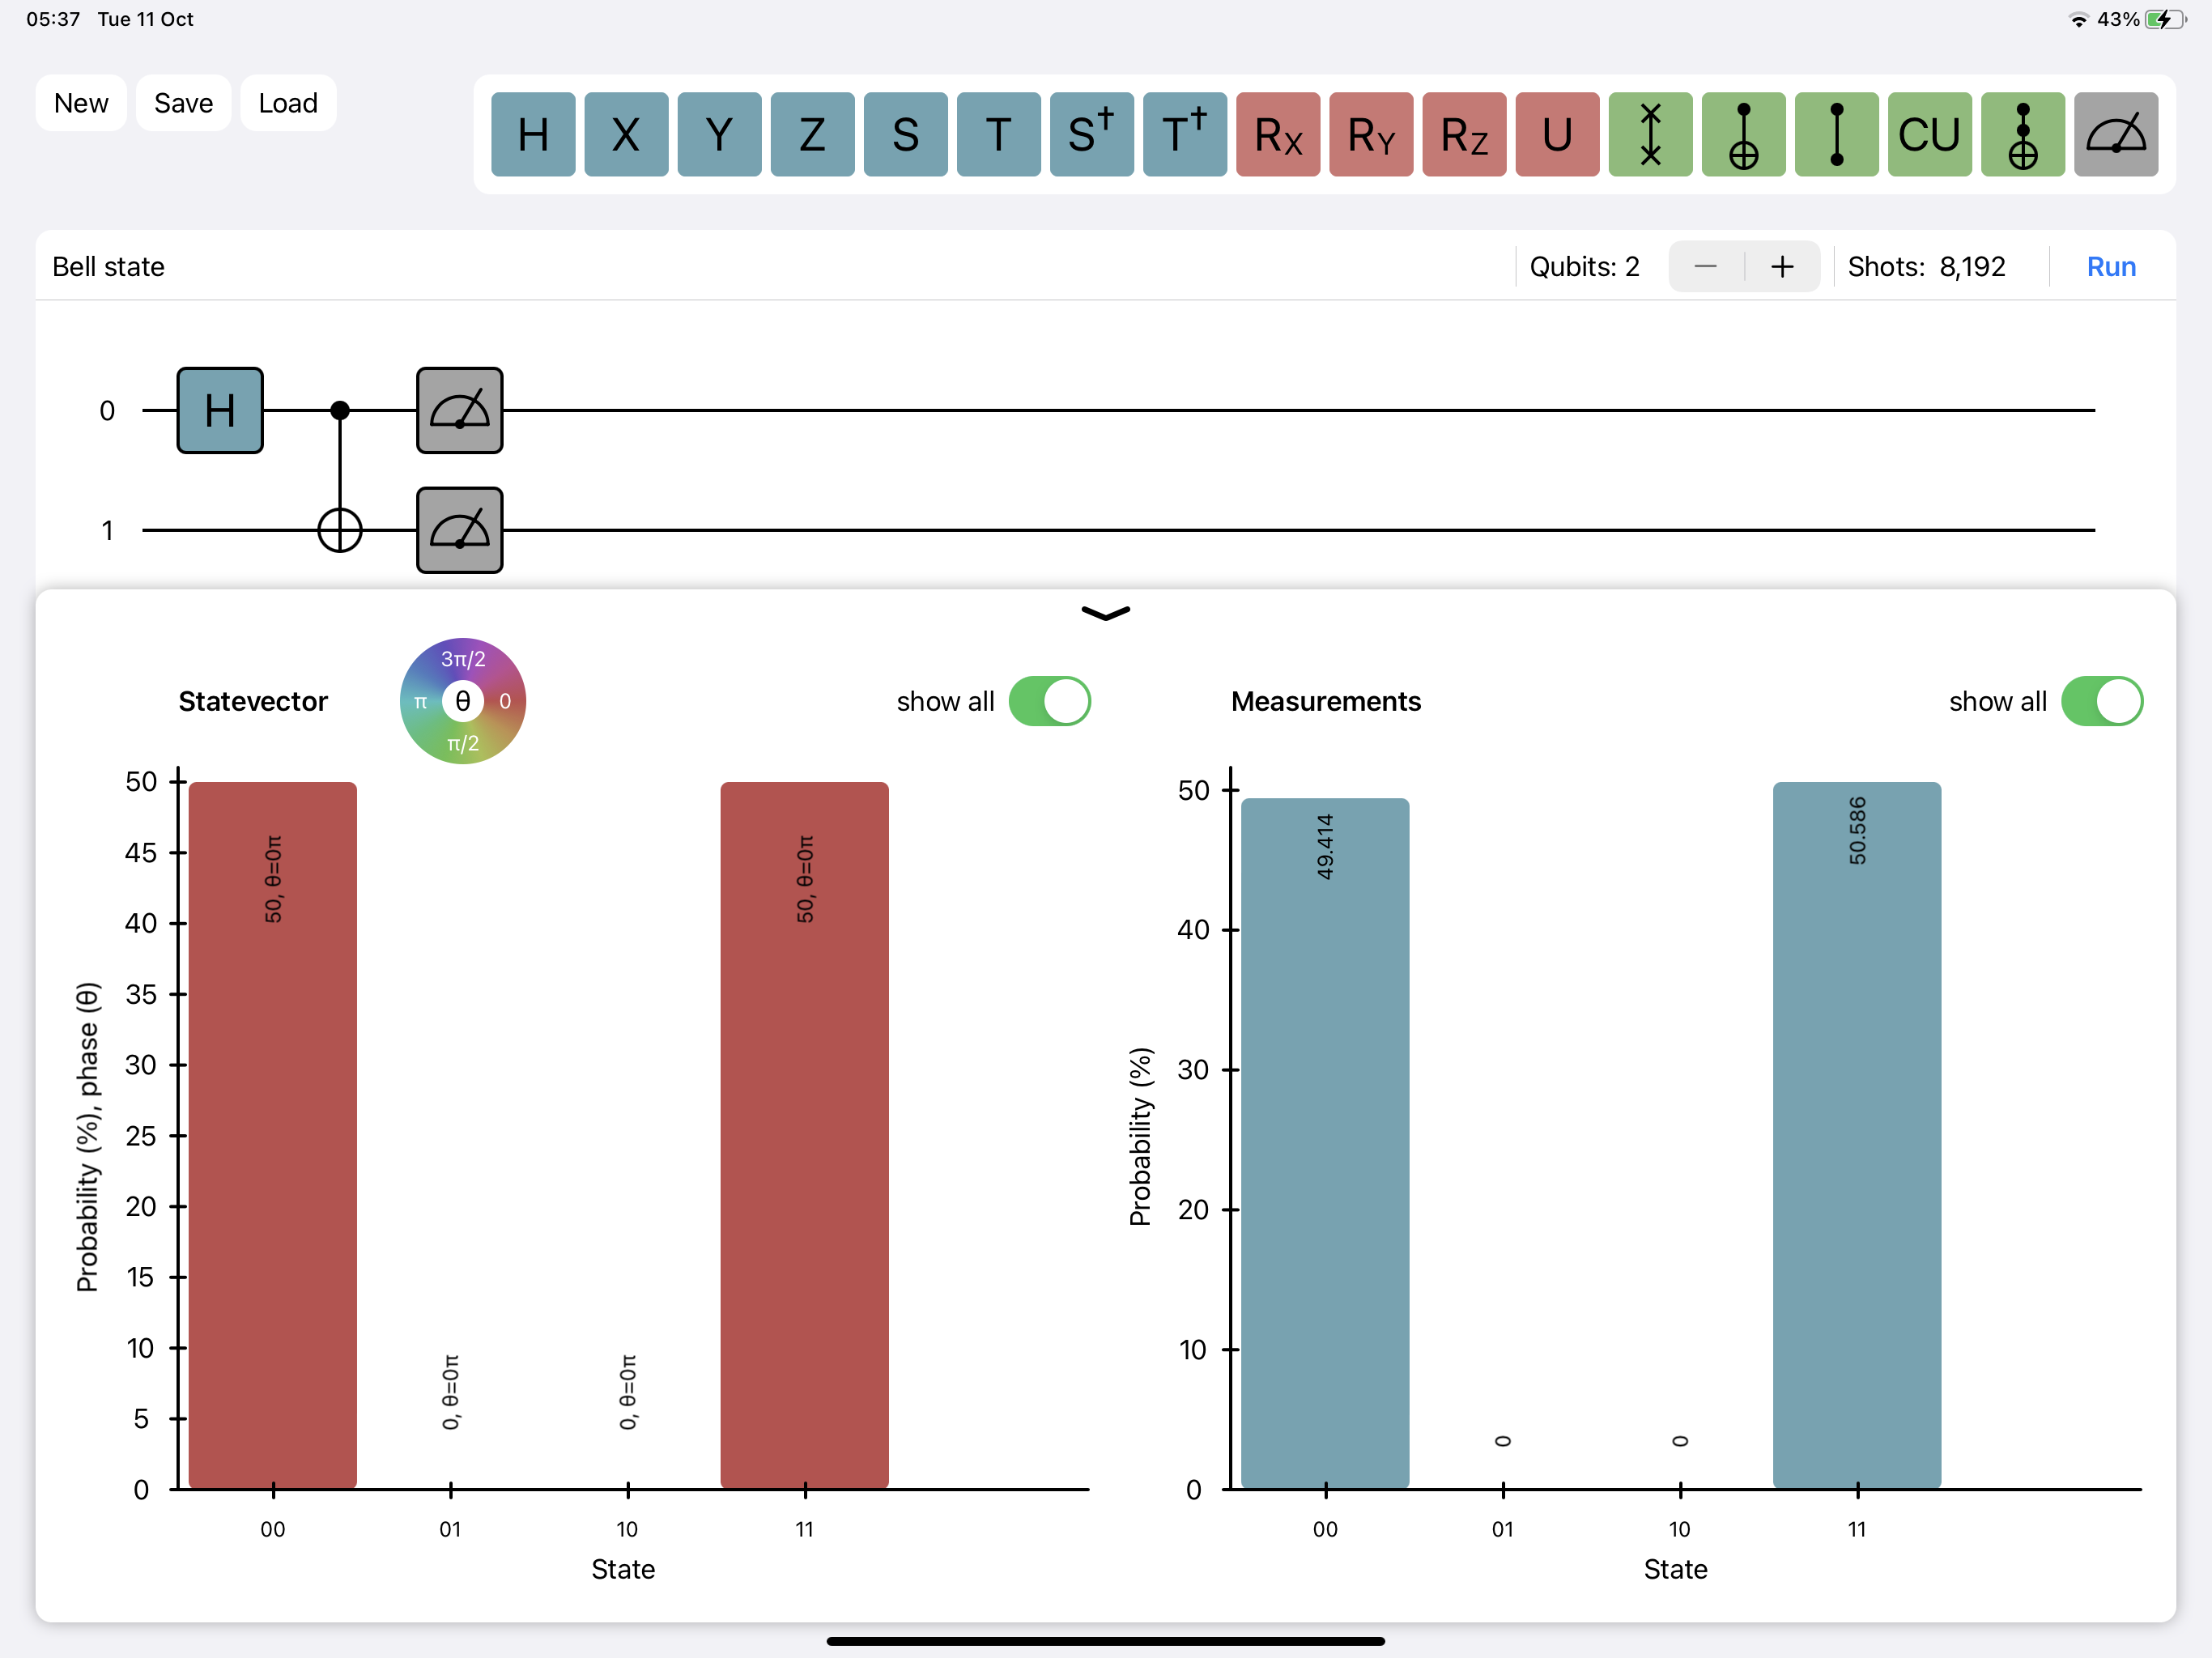 05:37 Tue 11 Oct 43%
New Save Load
H X Y Z S T S† T† RX RY RZ U CU
Bell state Qubits: 2 − + Shots: 8,192 Run
0 H
1
Statevector 3π/2 π θ 0 π/2 show all
Measurements show all
Probability (%), phase (θ)
50
45
40
35
30
25
20
15
10
5
0
50, θ=0π
0, θ=0π
0, θ=0π
50, θ=0π
00 01 10 11
State
Probability (%)
50
40
30
20
10
0
49.414
0
0
50.586
00 01 10 11
State